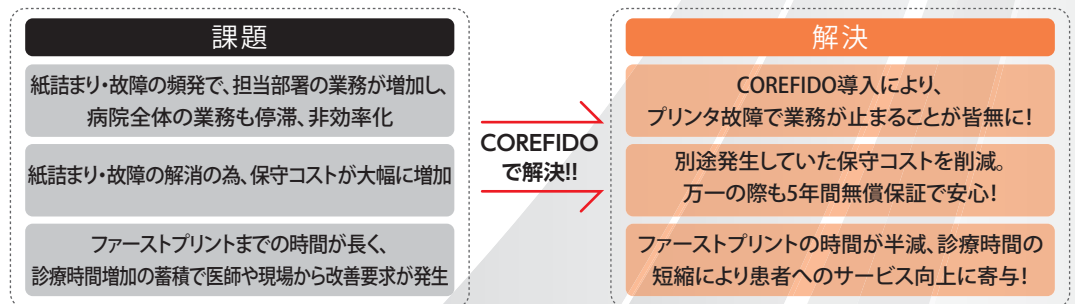 課題
紙詰まり・故障の頻発で、担当部署の業務が増加し、
病院全体の業務も停滞、非効率化
紙詰まり・故障の解消の為、保守コストが大幅に増加
ファーストプリントまでの時間が長く、
診療時間増加の蓄積で医師や現場から改善要求が発生
COREFIDO
で解決!!
解決
COREFIDO導入により、
プリンタ故障で業務が止まることが皆無に!
別途発生していた保守コストを削減。
万一の際も5年間無償保証で安心!
ファーストプリントの時間が半減、診療時間の
短縮により患者へのサービス向上に寄与!